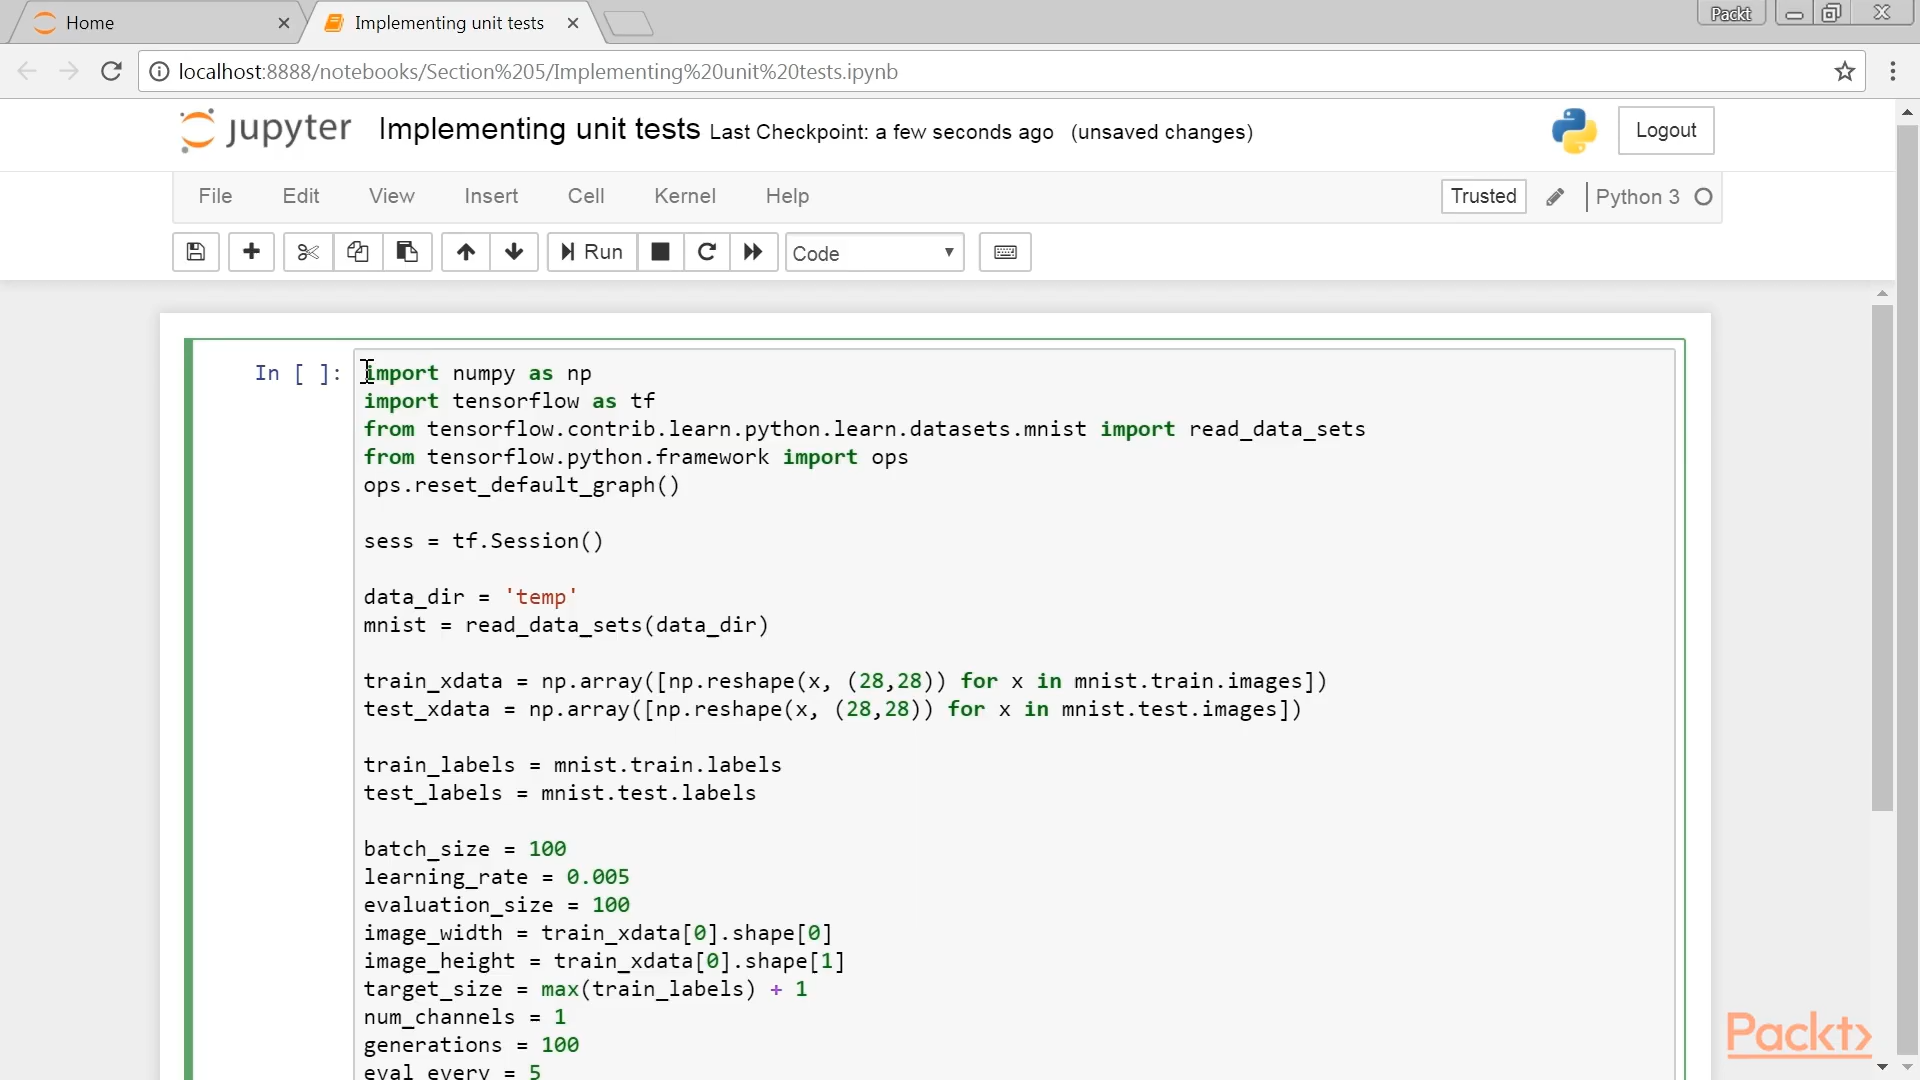 Home
Implementing unit tests
Packt
localhost:8888/notebooks/Section%205/Implementing%20unit%20tests.ipynb
jupyter Implementing unit tests Last Checkpoint: a few seconds ago (unsaved changes)
Logout
File Edit View Insert Cell Kernel Help
Trusted Python 3
Run Code
In [ ]:
import numpy as np
import tensorflow as tf
from tensorflow.contrib.learn.python.learn.datasets.mnist import read_data_sets
from tensorflow.python.framework import ops
ops.reset_default_graph()
sess = tf.Session()
data_dir = 'temp'
mnist = read_data_sets(data_dir)
train_xdata = np.array([np.reshape(x, (28,28)) for x in mnist.train.images])
test_xdata = np.array([np.reshape(x, (28,28)) for x in mnist.test.images])
train_labels = mnist.train.labels
test_labels = mnist.test.labels
batch_size = 100
learning_rate = 0.005
evaluation_size = 100
image_width = train_xdata[0].shape[0]
image_height = train_xdata[0].shape[1]
target_size = max(train_labels) + 1
num_channels = 1
generations = 100
eval_every = 5
Packt>